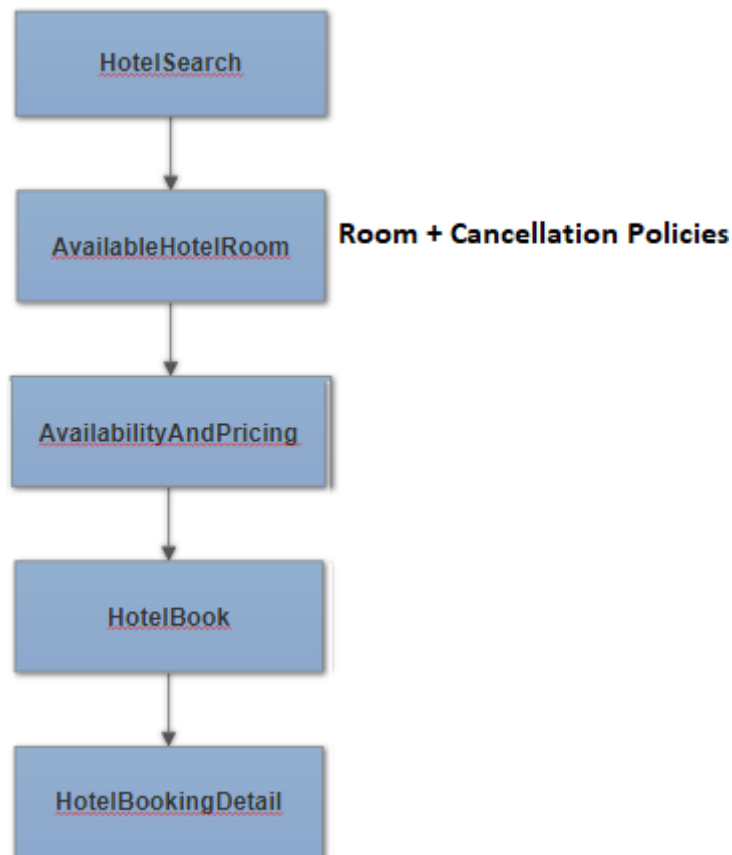 HotelSearch
AvailableHotelRoom
Room + Cancellation Policies
AvailabilityAndPricing
HotelBook
HotelBookingDetail